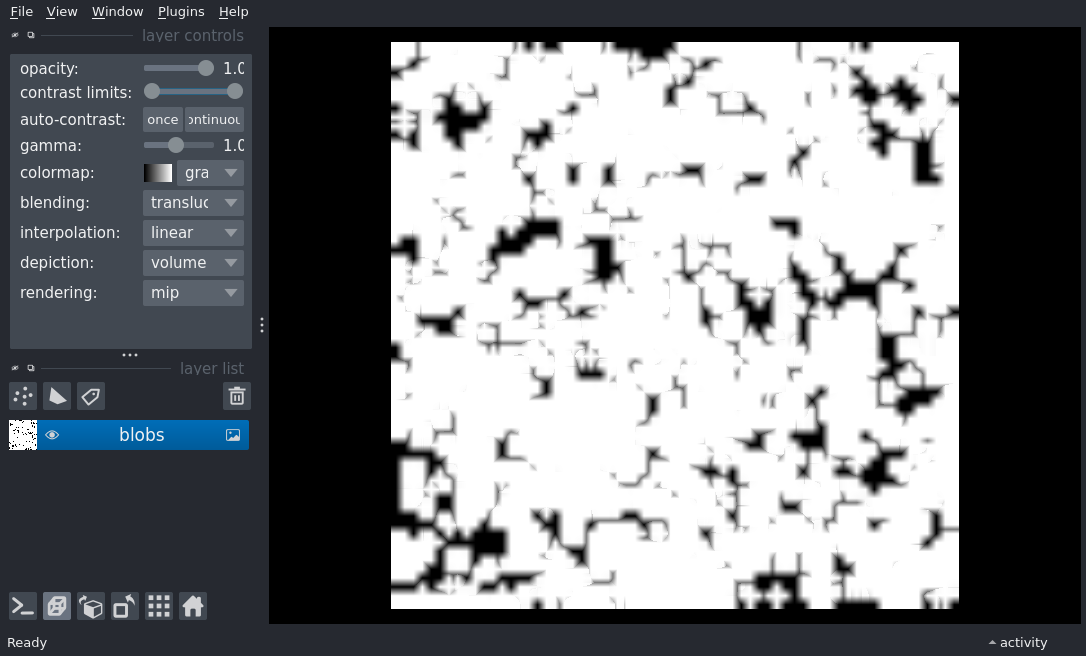 File View Window Plugins Help
layer controls
opacity: 1.0
contrast limits:
auto-contrast: once ontinuou
gamma: 1.0
colormap: gra
blending: transluc
interpolation: linear
depiction: volume
rendering: mip
layer list
blobs
Ready activity